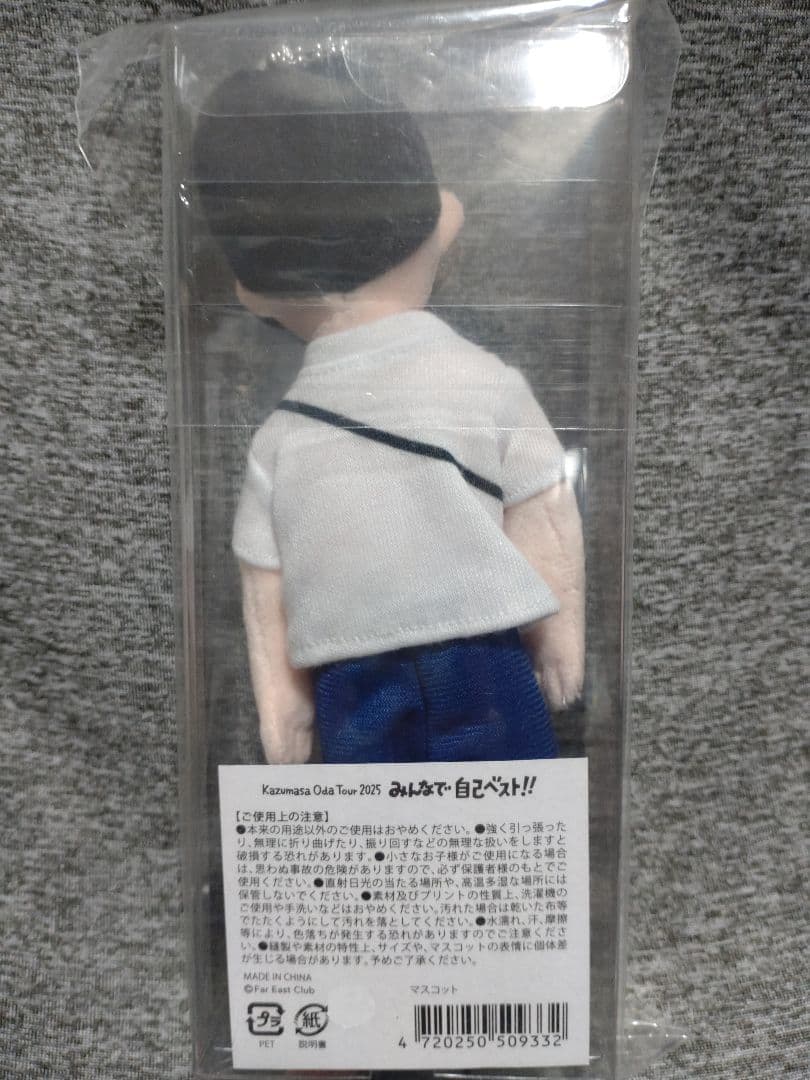 Kazumasa Oda Tour 2025 みんなで 自己ベスト!!
【ご使用上の注意】
●本来の用途以外のご使用はおやめください。●強く引っ張った
り、無理に折り曲げたり、振り回すなどの無理な扱いをしますと
破損する恐れがあります。●小さなお子様がご使用になる場合
は、思わぬ事故の危険がありますので、必ず保護者様のもとでご
使用ください。●直射日光の当たる場所や、高温多湿な場所には
保管しないでください。●素材及びプリントの性質上、洗濯機の
ご使用や手洗いなどはおやめください。汚れた場合は乾いた布等
でたたくようにして汚れを落としてください。●水濡れ、汗、摩擦
等により、色落ちが発生する恐れがありますのでご注意くださ
い。●縫製や素材の特性上、サイズや、マスコットの表情に個体差
が生じる場合があります。予めご了承ください。
MADE IN CHINA
©Far East Club
マスコット
プラ 紙
PET 説明書
4 720250 509332